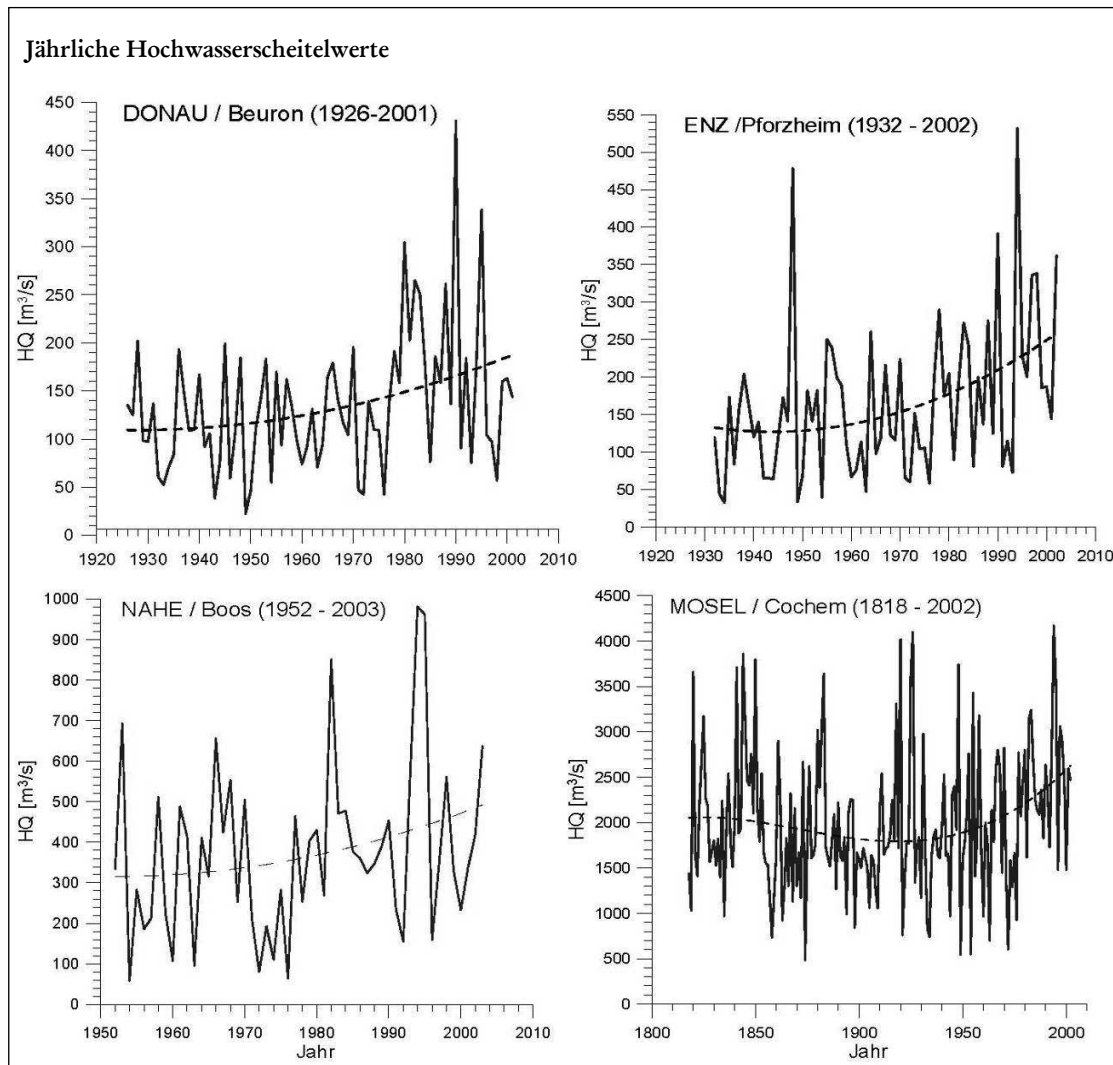 Jährliche Hochwasserscheitelwerte
DONAU / Beuron (1926-2001)
HQ [m³/s]
450
400
350
300
250
200
150
100
50
0
1920 1930 1940 1950 1960 1970 1980 1990 2000 2010
ENZ /Pforzheim (1932 - 2002)
HQ [m³/s]
550
500
450
400
350
300
250
200
150
100
50
0
1920 1930 1940 1950 1960 1970 1980 1990 2000 2010
NAHE / Boos (1952 - 2003)
HQ [m³/s]
1000
900
800
700
600
500
400
300
200
100
0
1950 1960 1970 1980 1990 2000 2010
Jahr
MOSEL / Cochem (1818 - 2002)
HQ [m³/s]
4500
4000
3500
3000
2500
2000
1500
1000
500
0
1800 1850 1900 1950 2000
Jahr